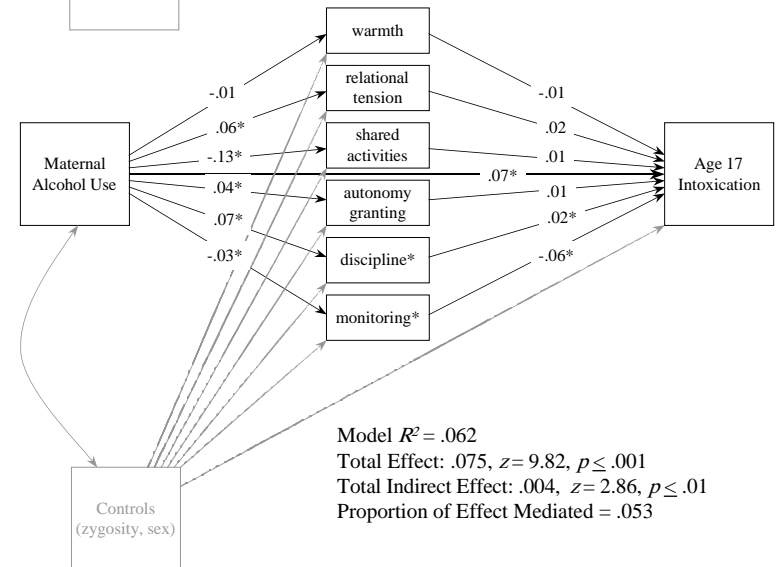 warmth
relational
tension
shared
activities
autonomy
granting
discipline*
monitoring*
Maternal
Alcohol Use
-.01
.06*
-.13*
.04*
.07*
-.03*
.07*
-.01
.02
.01
.01
.02*
-.06*
Age 17
Intoxication
Controls
(zygosity, sex)
Model R² = .062
Total Effect: .075, z = 9.82, p ≤ .001
Total Indirect Effect: .004, z = 2.86, p ≤ .01
Proportion of Effect Mediated = .053